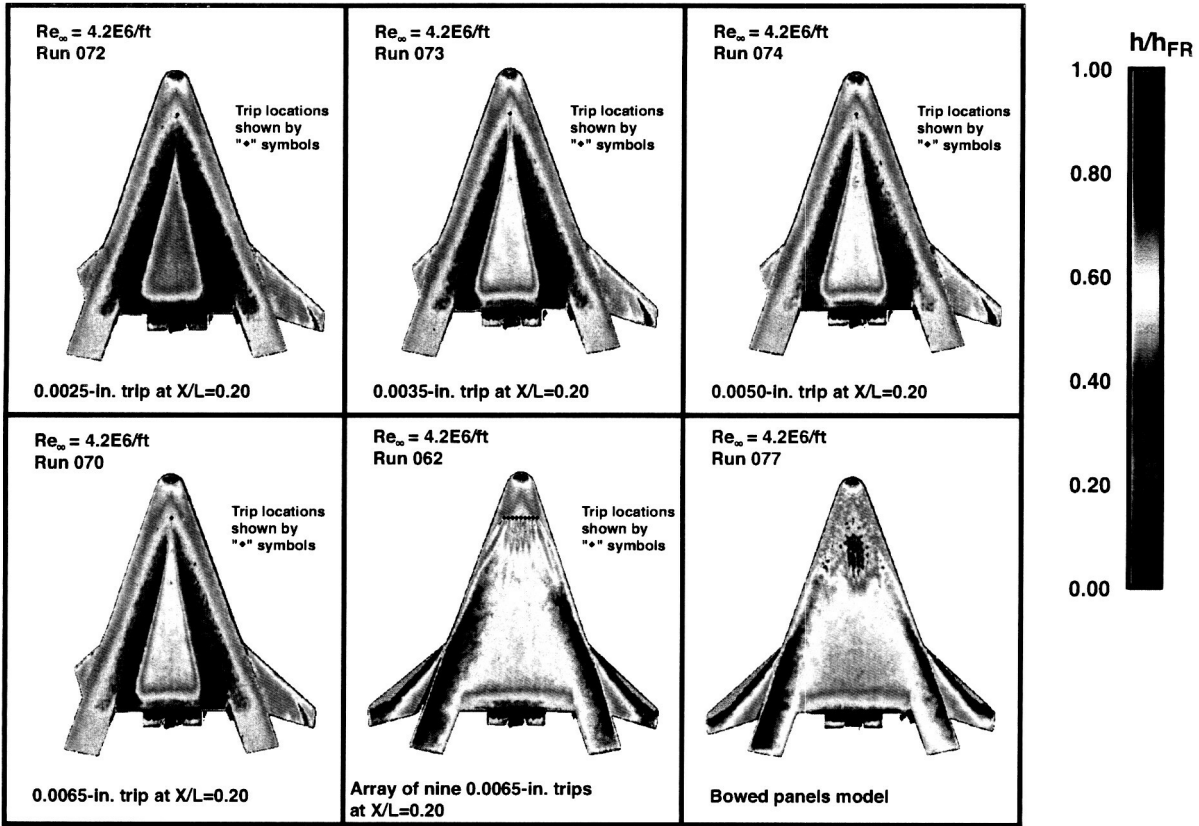 Re∞ = 4.2E6/ft
Run 072
Trip locations
shown by
"◆" symbols
0.0025-in. trip at X/L=0.20
Re∞ = 4.2E6/ft
Run 073
Trip locations
shown by
"◆" symbols
0.0035-in. trip at X/L=0.20
Re∞ = 4.2E6/ft
Run 074
Trip locations
shown by
"◆" symbols
0.0050-in. trip at X/L=0.20
Re∞ = 4.2E6/ft
Run 070
Trip locations
shown by
"◆" symbols
0.0065-in. trip at X/L=0.20
Re∞ = 4.2E6/ft
Run 062
Trip locations
shown by
"◆" symbols
Array of nine 0.0065-in. trips
at X/L=0.20
Re∞ = 4.2E6/ft
Run 077
Bowed panels model
h/hFR
1.00
0.80
0.60
0.40
0.20
0.00